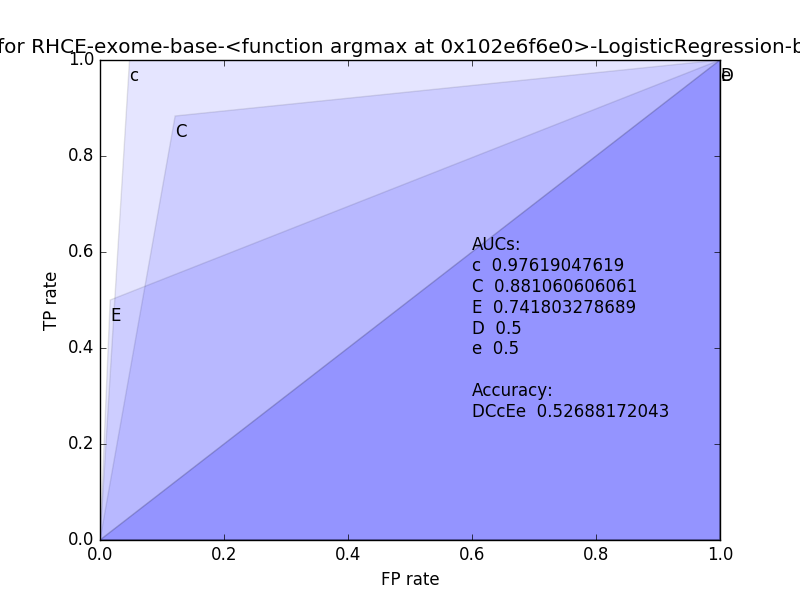 for RHCE-exome-base-<function argmax at 0x102e6f6e0>-LogisticRegression-b
1.0
c
D
e
C
0.8
0.6
AUCs:
c 0.97619047619
C 0.881060606061
E 0.741803278689
D 0.5
e 0.5
TP rate
E
0.4
Accuracy:
DCcEe 0.52688172043
0.2
0.0
0.0 0.2 0.4 0.6 0.8 1.0
FP rate